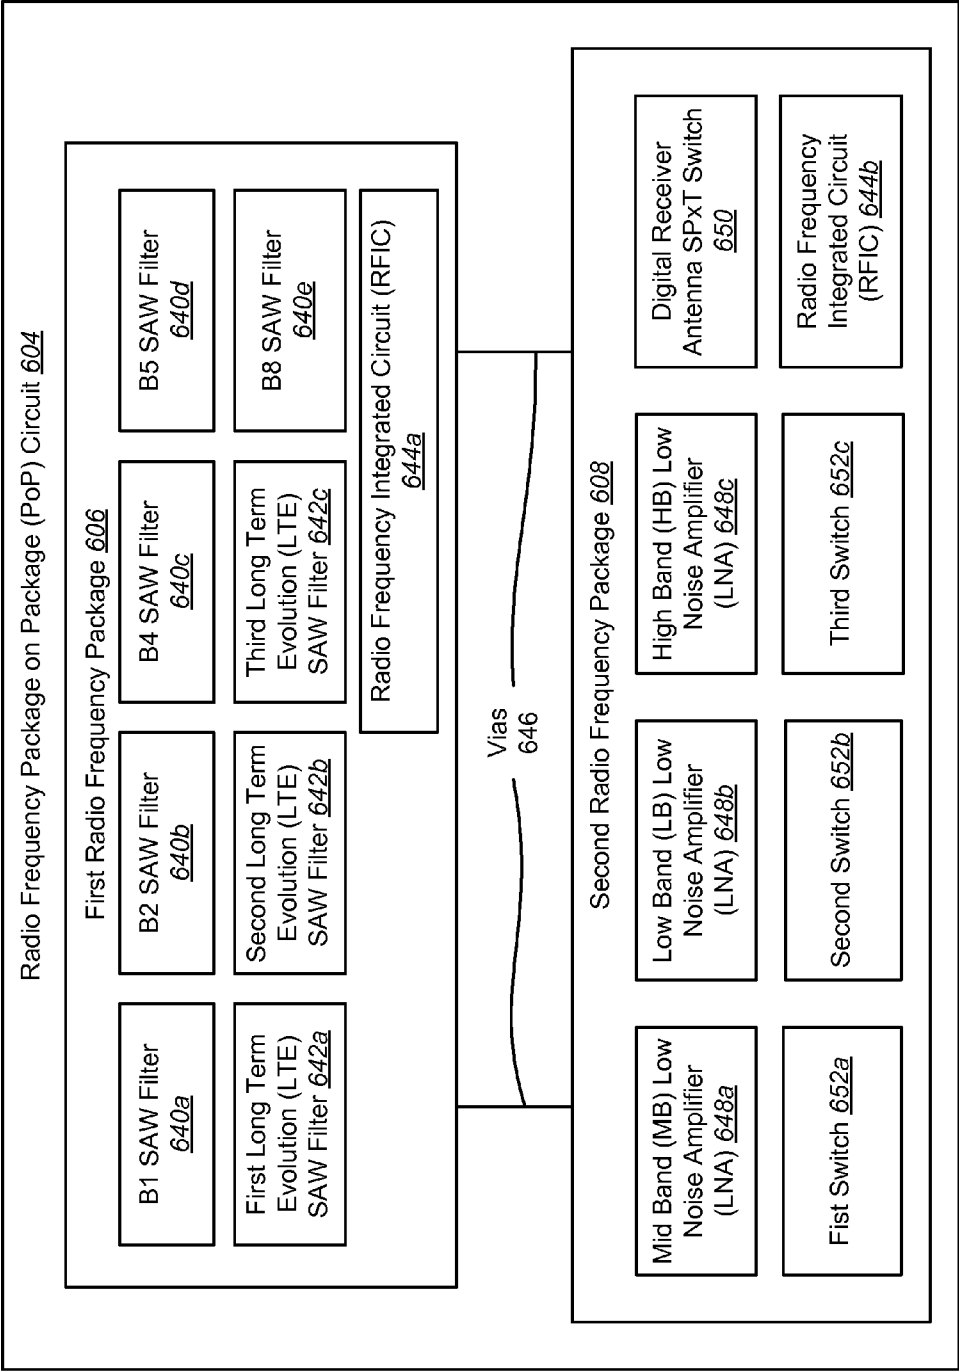 Radio Frequency Package on Package (PoP) Circuit 604
First Radio Frequency Package 606
B1 SAW Filter
640a
B2 SAW Filter
640b
B4 SAW Filter
640c
B5 SAW Filter
640d
First Long Term
Evolution (LTE)
SAW Filter 642a
Second Long Term
Evolution (LTE)
SAW Filter 642b
Third Long Term
Evolution (LTE)
SAW Filter 642c
B8 SAW Filter
640e
Radio Frequency Integrated Circuit (RFIC)
644a
Vias
646
Second Radio Frequency Package 608
Mid Band (MB) Low
Noise Amplifier
(LNA) 648a
Low Band (LB) Low
Noise Amplifier
(LNA) 648b
High Band (HB) Low
Noise Amplifier
(LNA) 648c
Digital Receiver
Antenna SPxT Switch
650
Fist Switch 652a
Second Switch 652b
Third Switch 652c
Radio Frequency
Integrated Circuit
(RFIC) 644b